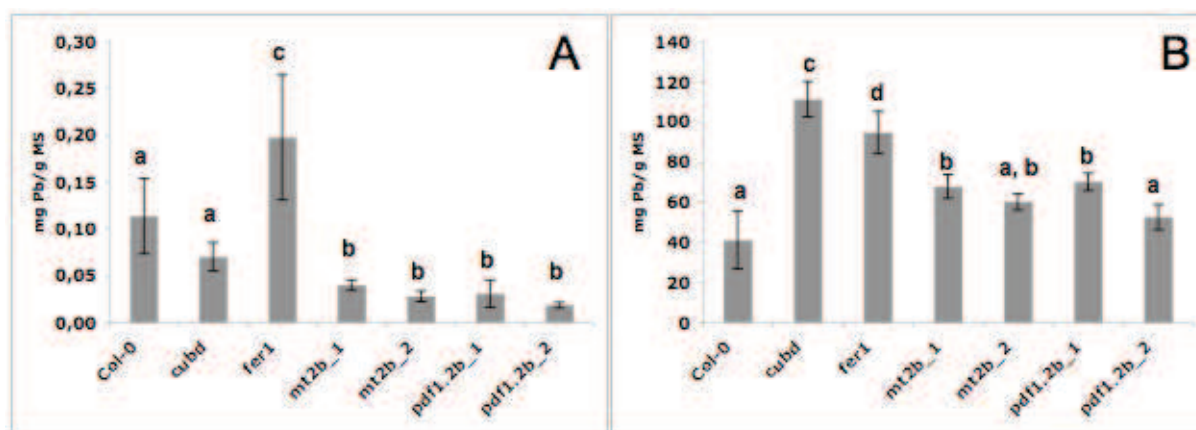 A
mg Pb/g MS
0,30
0,25
0,20
0,15
0,10
0,05
0,00
a
a
c
b
b
b
b
Col-0
cubd
fer1
mt2b_1
mt2b_2
pdf1.2b_1
pdf1.2b_2
B
mg Pb/g MS
140
120
100
80
60
40
20
0
a
c
d
b
a, b
b
a
Col-0
cubd
fer1
mt2b_1
mt2b_2
pdf1.2b_1
pdf1.2b_2